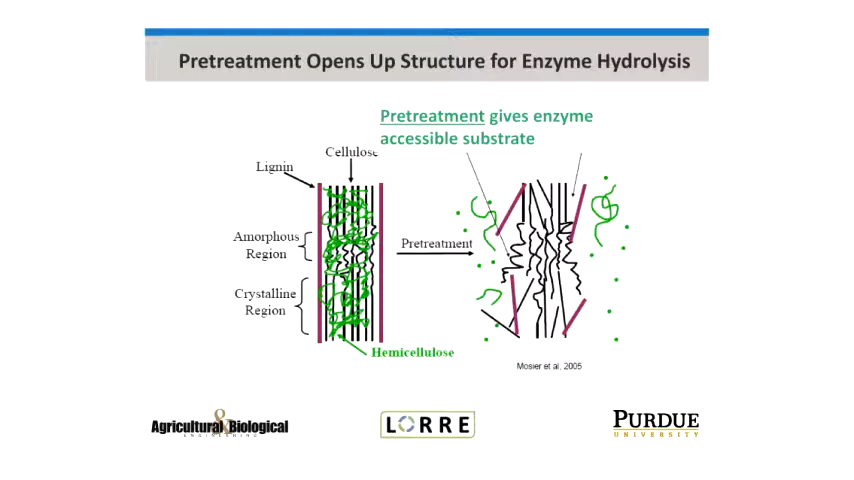 Pretreatment Opens Up Structure for Enzyme Hydrolysis
Pretreatment gives enzyme
accessible substrate
Cellulose
Lignin
Amorphous
Region
Pretreatment
Crystalline
Region
Hemicellulose
Mosier et al, 2005
Agricultural & Biological
ENGINEERING
LORRE
PURDUE
UNIVERSITY